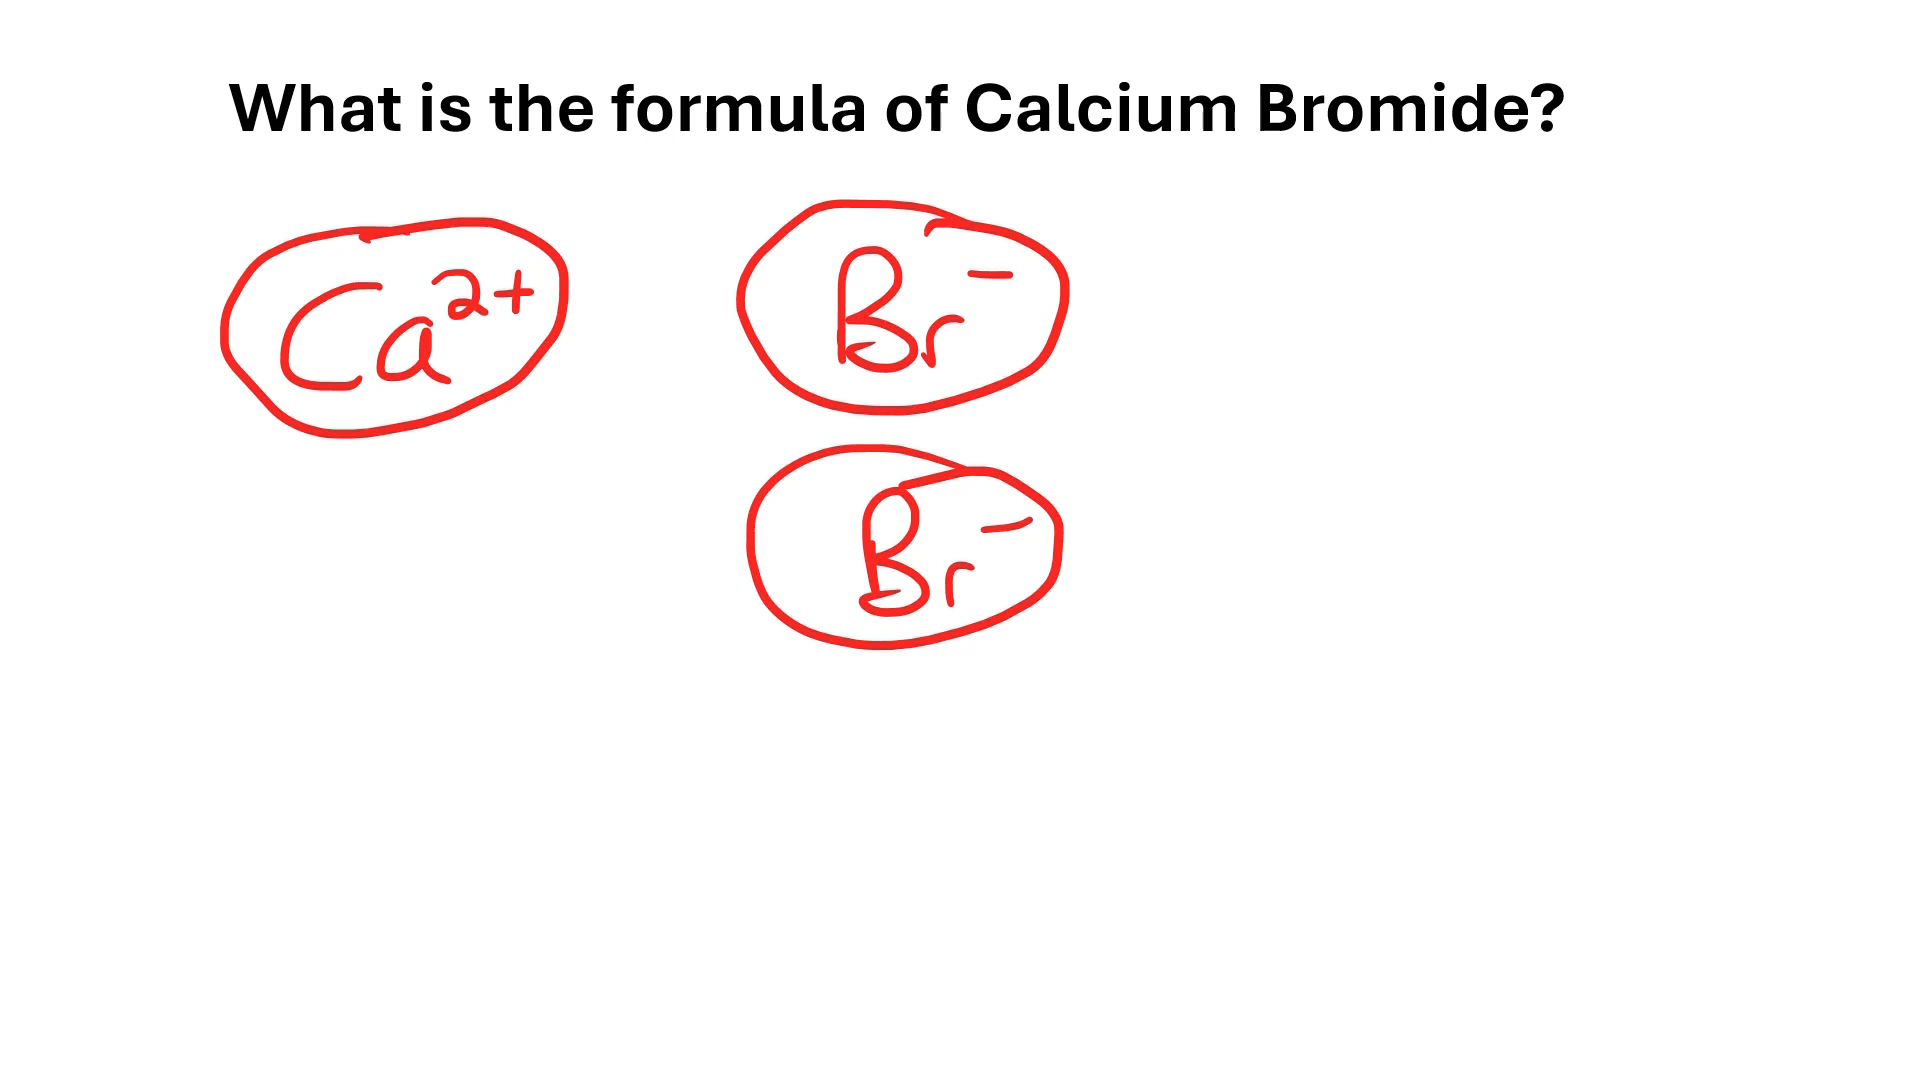 What is the formula of Calcium Bromide?
Ca²⁺ Br⁻
Br⁻